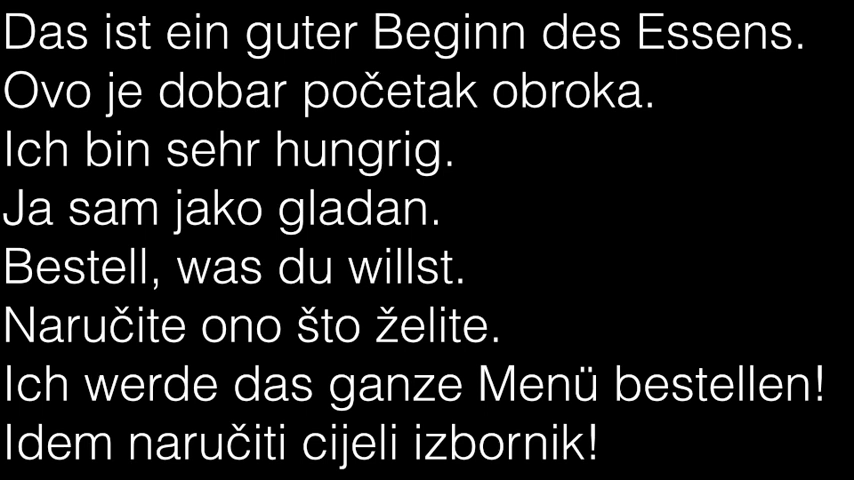 Das ist ein guter Beginn des Essens.
Ovo je dobar početak obroka.
Ich bin sehr hungrig.
Ja sam jako gladan.
Bestell, was du willst.
Naručite ono što želite.
Ich werde das ganze Menü bestellen!
Idem naručiti cijeli izbornik!